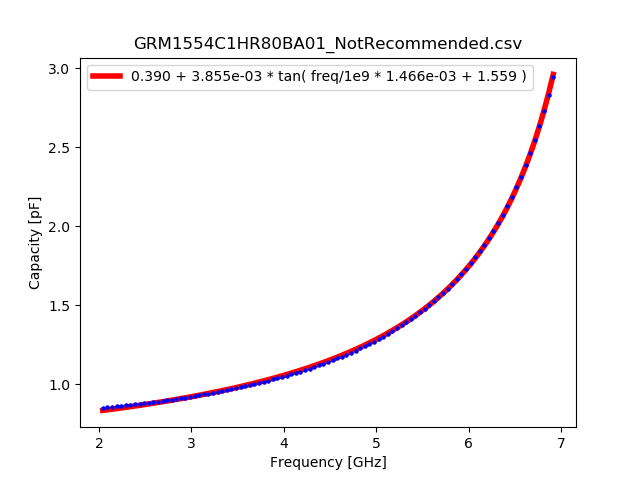 GRM1554C1HR80BA01_NotRecommended.csv
0.390 + 3.855e-03 * tan( freq/1e9 * 1.466e-03 + 1.559 )
3.0
2.5
2.0
1.5
1.0
Capacity [pF]
2 3 4 5 6 7
Frequency [GHz]